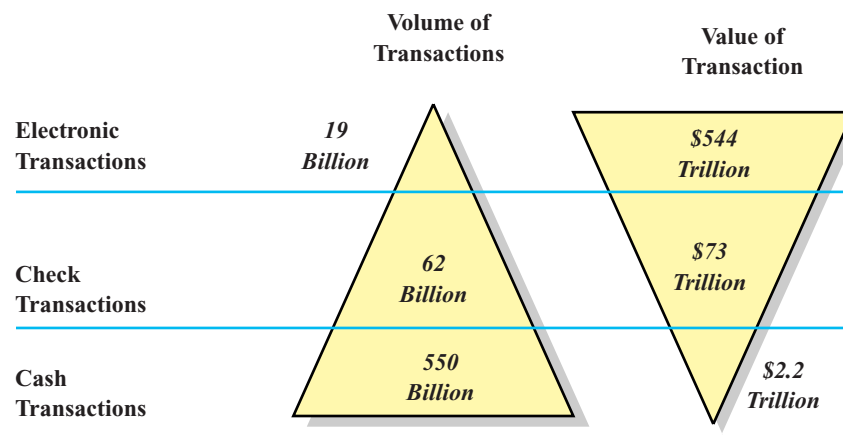 Volume of
Transactions
Value of
Transaction
Electronic
Transactions
19
Billion
$544
Trillion
Check
Transactions
62
Billion
$73
Trillion
Cash
Transactions
550
Billion
$2.2
Trillion